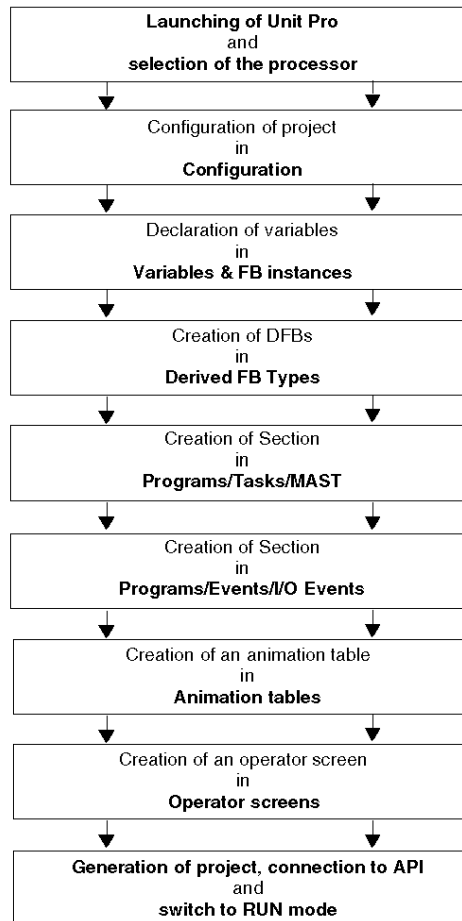 Launching of Unit Pro
and
selection of the processor
Configuration of project
in
Configuration
Declaration of variables
in
Variables & FB instances
Creation of DFBs
in
Derived FB Types
Creation of Section
in
Programs/Tasks/MAST
Creation of Section
in
Programs/Events/I/O Events
Creation of an animation table
in
Animation tables
Creation of an operator screen
in
Operator screens
Generation of project, connection to API
and
switch to RUN mode